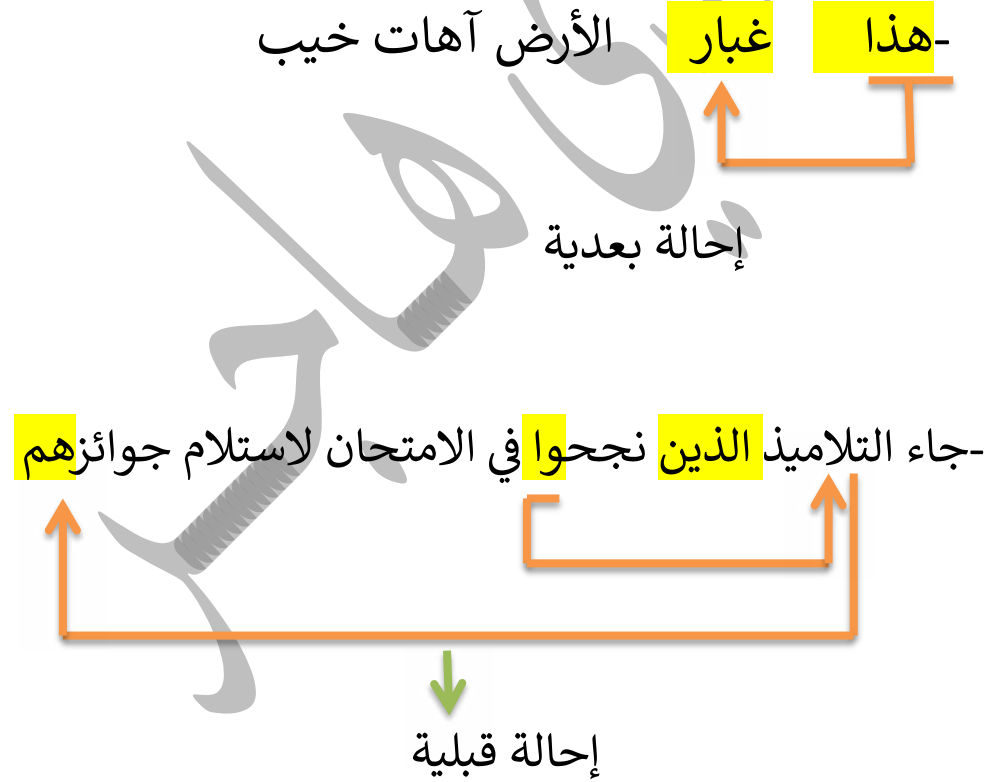 -هذا غبار الأرض آهات خيب
إحالة بعدية
-جاء التلاميذ الذين نجحوا في الامتحان لاستلام جوائزهم
إحالة قبلية